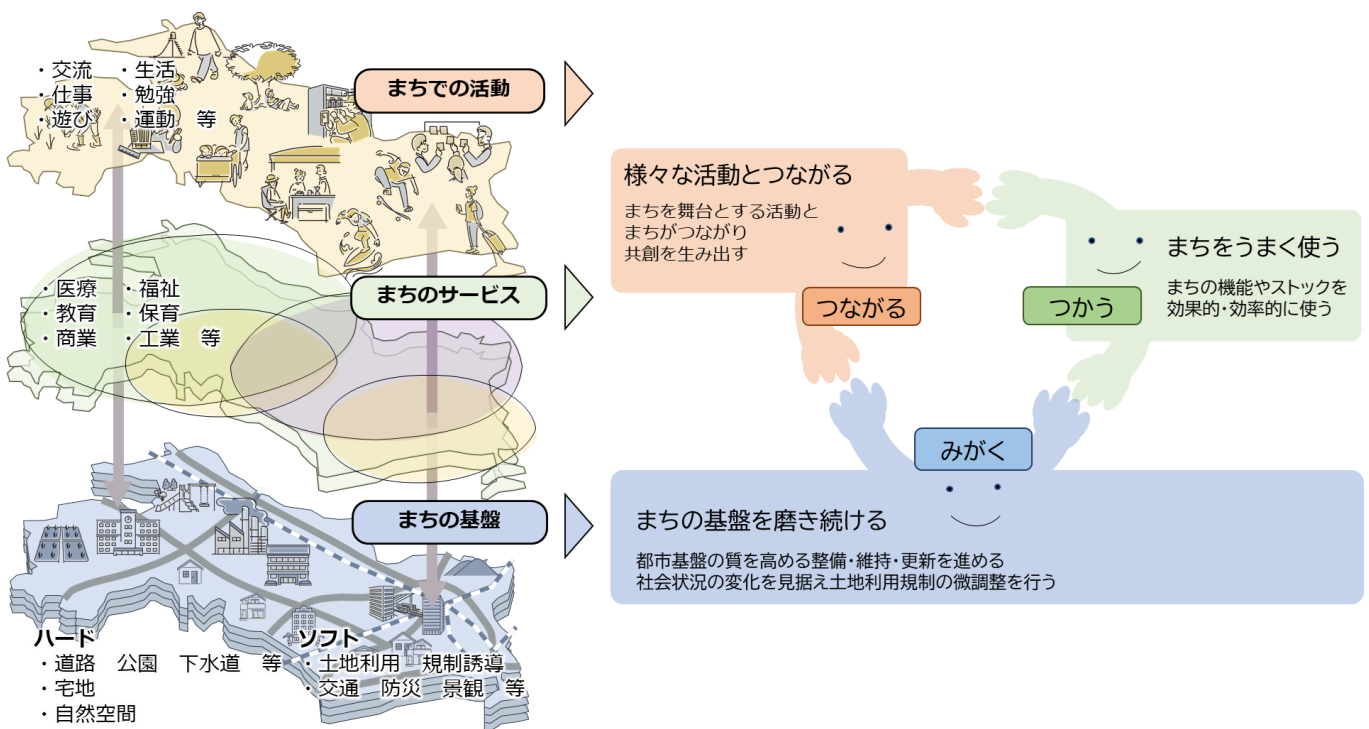 ・交流　・生活
・仕事　・勉強
・遊び　・運動　等
まちでの活動
・医療　・福祉
・教育　・保育
・商業　・工業　等
まちのサービス
まちの基盤
ハード
・道路　公園　下水道　等
・宅地
・自然空間
ソフト
・土地利用　規制誘導
・交通　防災　景観　等
様々な活動とつながる
まちを舞台とする活動と
まちがつながり
共創を生み出す
つながる
まちをうまく使う
まちの機能やストックを
効果的・効率的に使う
つかう
みがく
まちの基盤を磨き続ける
都市基盤の質を高める整備・維持・更新を進める
社会状況の変化を見据え土地利用規制の微調整を行う